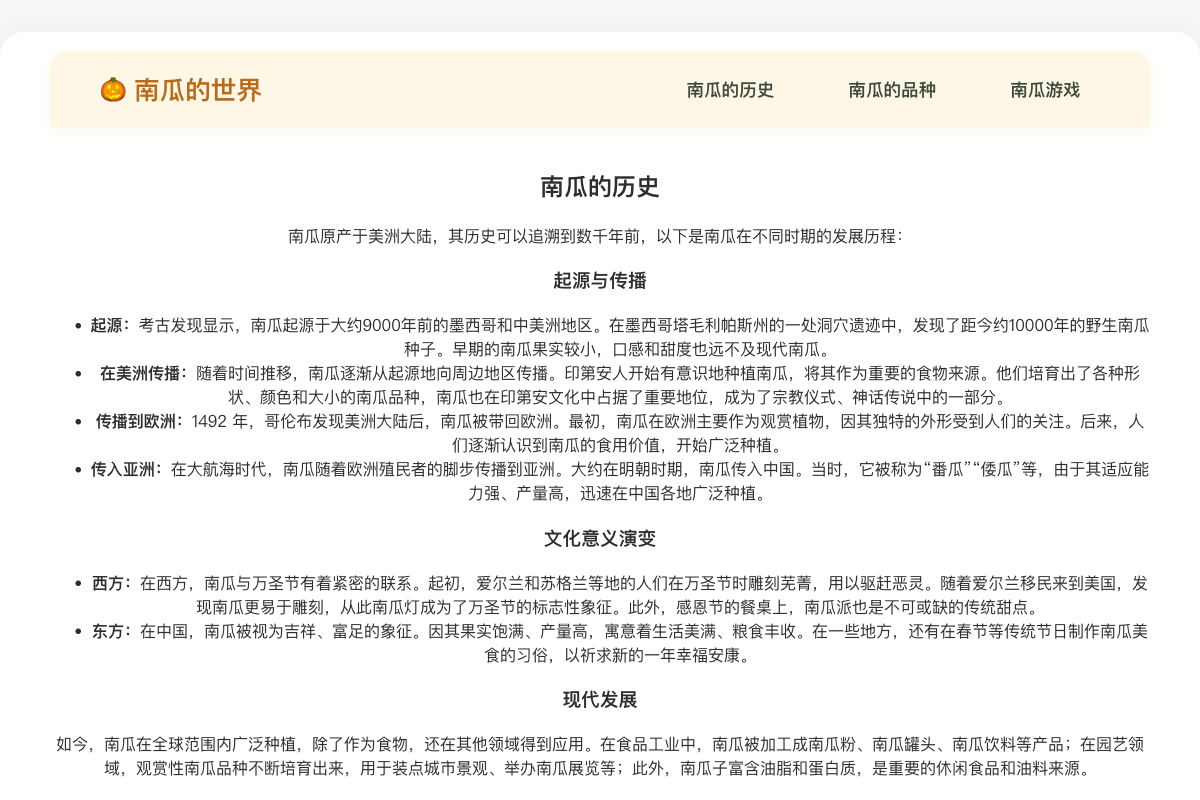 🎃 南瓜的世界
南瓜的历史
南瓜的品种
南瓜游戏
南瓜的历史
南瓜原产于美洲大陆，其历史可以追溯到数千年前，以下是南瓜在不同时期的发展历程：
起源与传播
• 起源：考古发现显示，南瓜起源于大约9000年前的墨西哥和中美洲地区。在墨西哥塔毛利帕斯州的一处洞穴遗迹中，发现了距今约10000年的野生南瓜
种子。早期的南瓜果实较小，口感和甜度也远不及现代南瓜。
• 在美洲传播：随着时间推移，南瓜逐渐从起源地向周边地区传播。印第安人开始有意识地种植南瓜，将其作为重要的食物来源。他们培育出了各种形
状、颜色和大小的南瓜品种，南瓜也在印第安文化中占据了重要地位，成为了宗教仪式、神话传说中的一部分。
• 传播到欧洲：1492 年，哥伦布发现美洲大陆后，南瓜被带回欧洲。最初，南瓜在欧洲主要作为观赏植物，因其独特的外形受到人们的关注。后来，人
们逐渐认识到南瓜的食用价值，开始广泛种植。
• 传入亚洲：在大航海时代，南瓜随着欧洲殖民者的脚步传播到亚洲。大约在明朝时期，南瓜传入中国。当时，它被称为“番瓜”“倭瓜”等，由于其适应能
力强、产量高，迅速在中国各地广泛种植。
文化意义演变
• 西方：在西方，南瓜与万圣节有着紧密的联系。起初，爱尔兰和苏格兰等地的人们在万圣节时雕刻芜菁，用以驱赶恶灵。随着爱尔兰移民来到美国，发
现南瓜更易于雕刻，从此南瓜灯成为了万圣节的标志性象征。此外，感恩节的餐桌上，南瓜派也是不可或缺的传统甜点。
• 东方：在中国，南瓜被视为吉祥、富足的象征。因其果实饱满、产量高，寓意着生活美满、粮食丰收。在一些地方，还有在春节等传统节日制作南瓜美
食的习俗，以祈求新的一年幸福安康。
现代发展
如今，南瓜在全球范围内广泛种植，除了作为食物，还在其他领域得到应用。在食品工业中，南瓜被加工成南瓜粉、南瓜罐头、南瓜饮料等产品；在园艺领
域，观赏性南瓜品种不断培育出来，用于装点城市景观、举办南瓜展览等；此外，南瓜子富含油脂和蛋白质，是重要的休闲食品和油料来源。